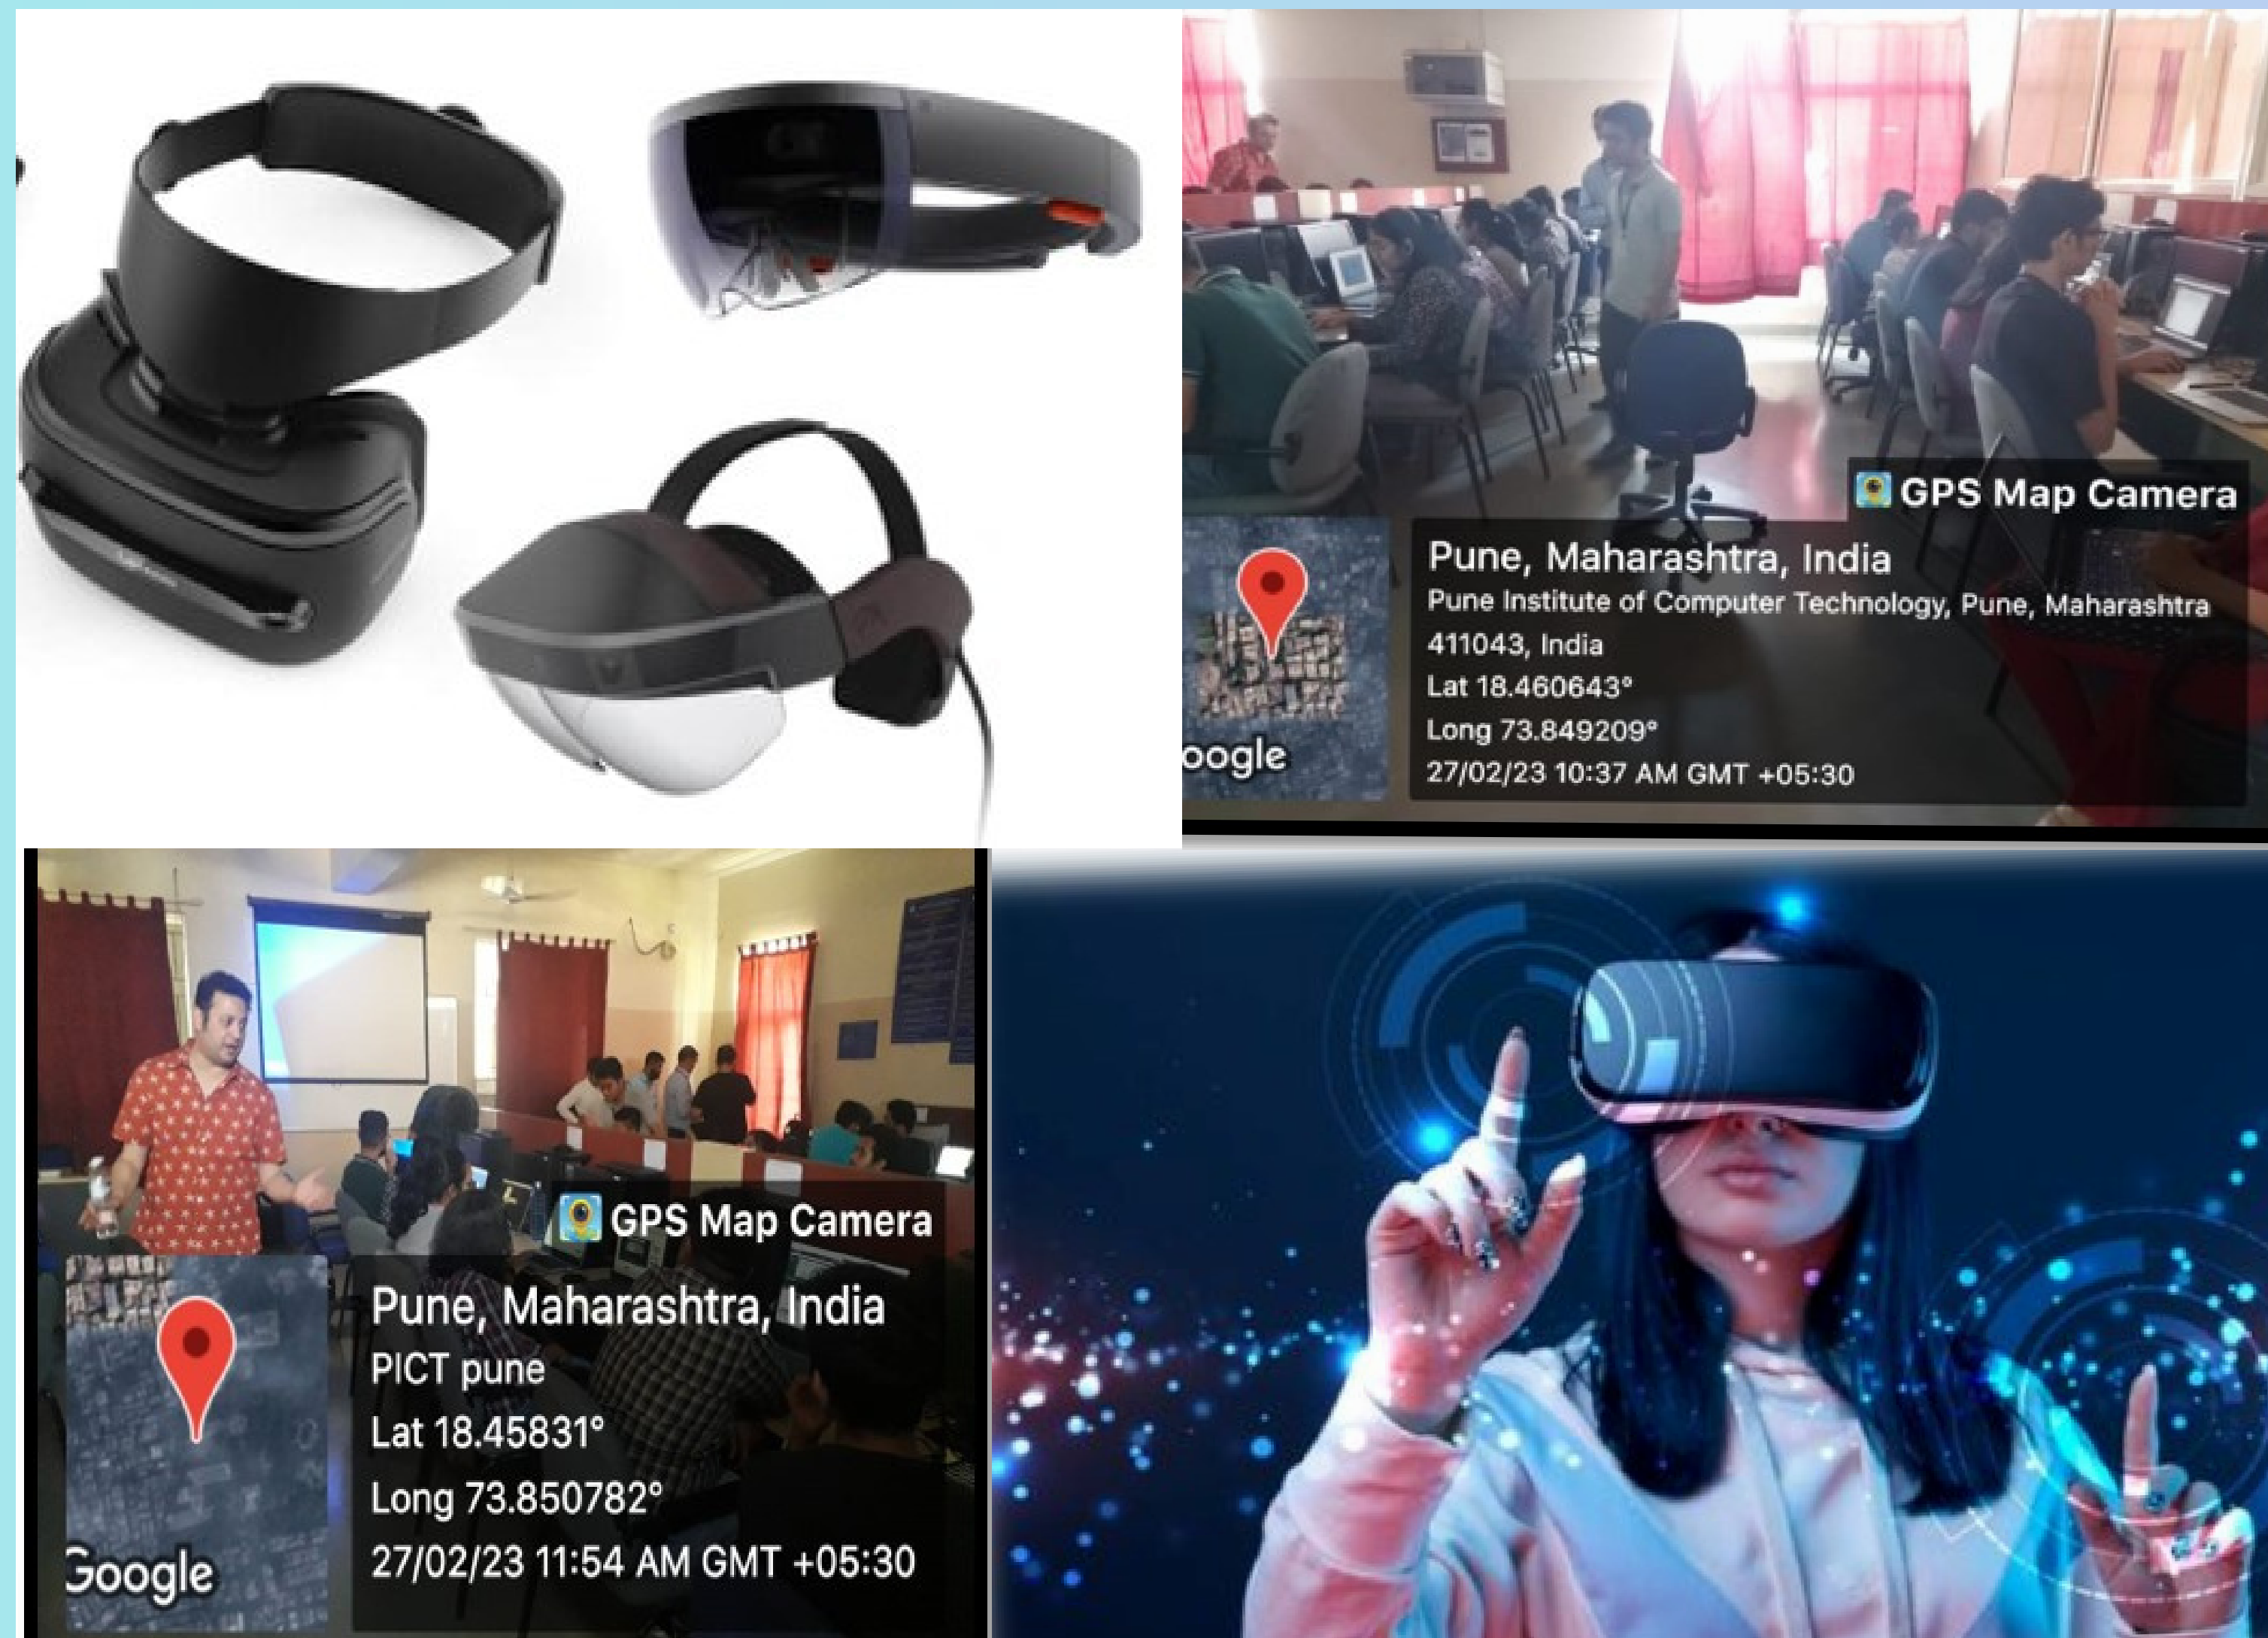 GPS Map Camera
Pune, Maharashtra, India
Pune Institute of Computer Technology, Pune, Maharashtra
411043, India
Lat 18.460643°
Long 73.849209°
27/02/23 10:37 AM GMT +05:30
oogle
GPS Map Camera
Pune, Maharashtra, India
PICT pune
Lat 18.45831°
Long 73.850782°
27/02/23 11:54 AM GMT +05:30
Google